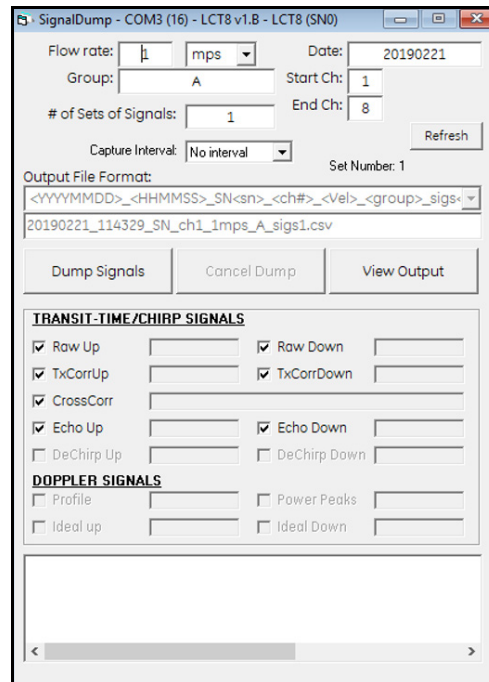 SignalDump - COM3 (16) - LCT8 v1.B - LCT8 (SN0)
Flow rate: 1 mps Date: 20190221
Group: A Start Ch: 1
# of Sets of Signals: 1 End Ch: 8
Refresh
Capture Interval: No interval Set Number: 1
Output File Format:
<YYYYMMDD>_<HHMMSS>_SN<sn>_<ch#>_<Vel>_<group>_sigs<
20190221_114329_SN_ch1_1mps_A_sigs1.csv
Dump Signals Cancel Dump View Output
TRANSIT-TIME/CHIRP SIGNALS
Raw Up Raw Down
TxCorrUp TxCorrDown
CrossCorr
Echo Up Echo Down
DeChirp Up DeChirp Down
DOPPLER SIGNALS
Profile Power Peaks
Ideal up Ideal Down